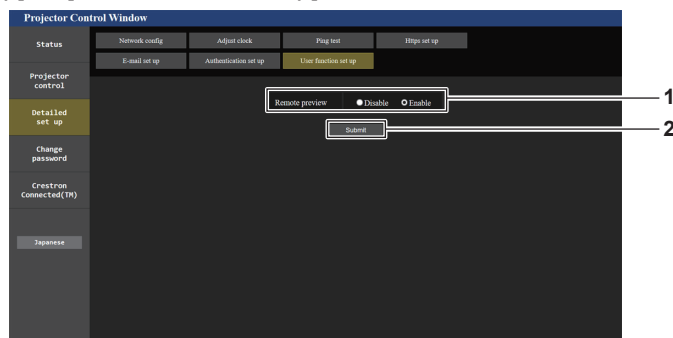 Projector Control Window
Status
Network config
Adjust clock
Ping test
Https set up
E-mail set up
Authentication set up
User function set up
Projector
control
Remote preview
Disable
Enable
1
Submit
2
Detailed
set up
Change
password
Crestron
Connected(TM)
Japanese